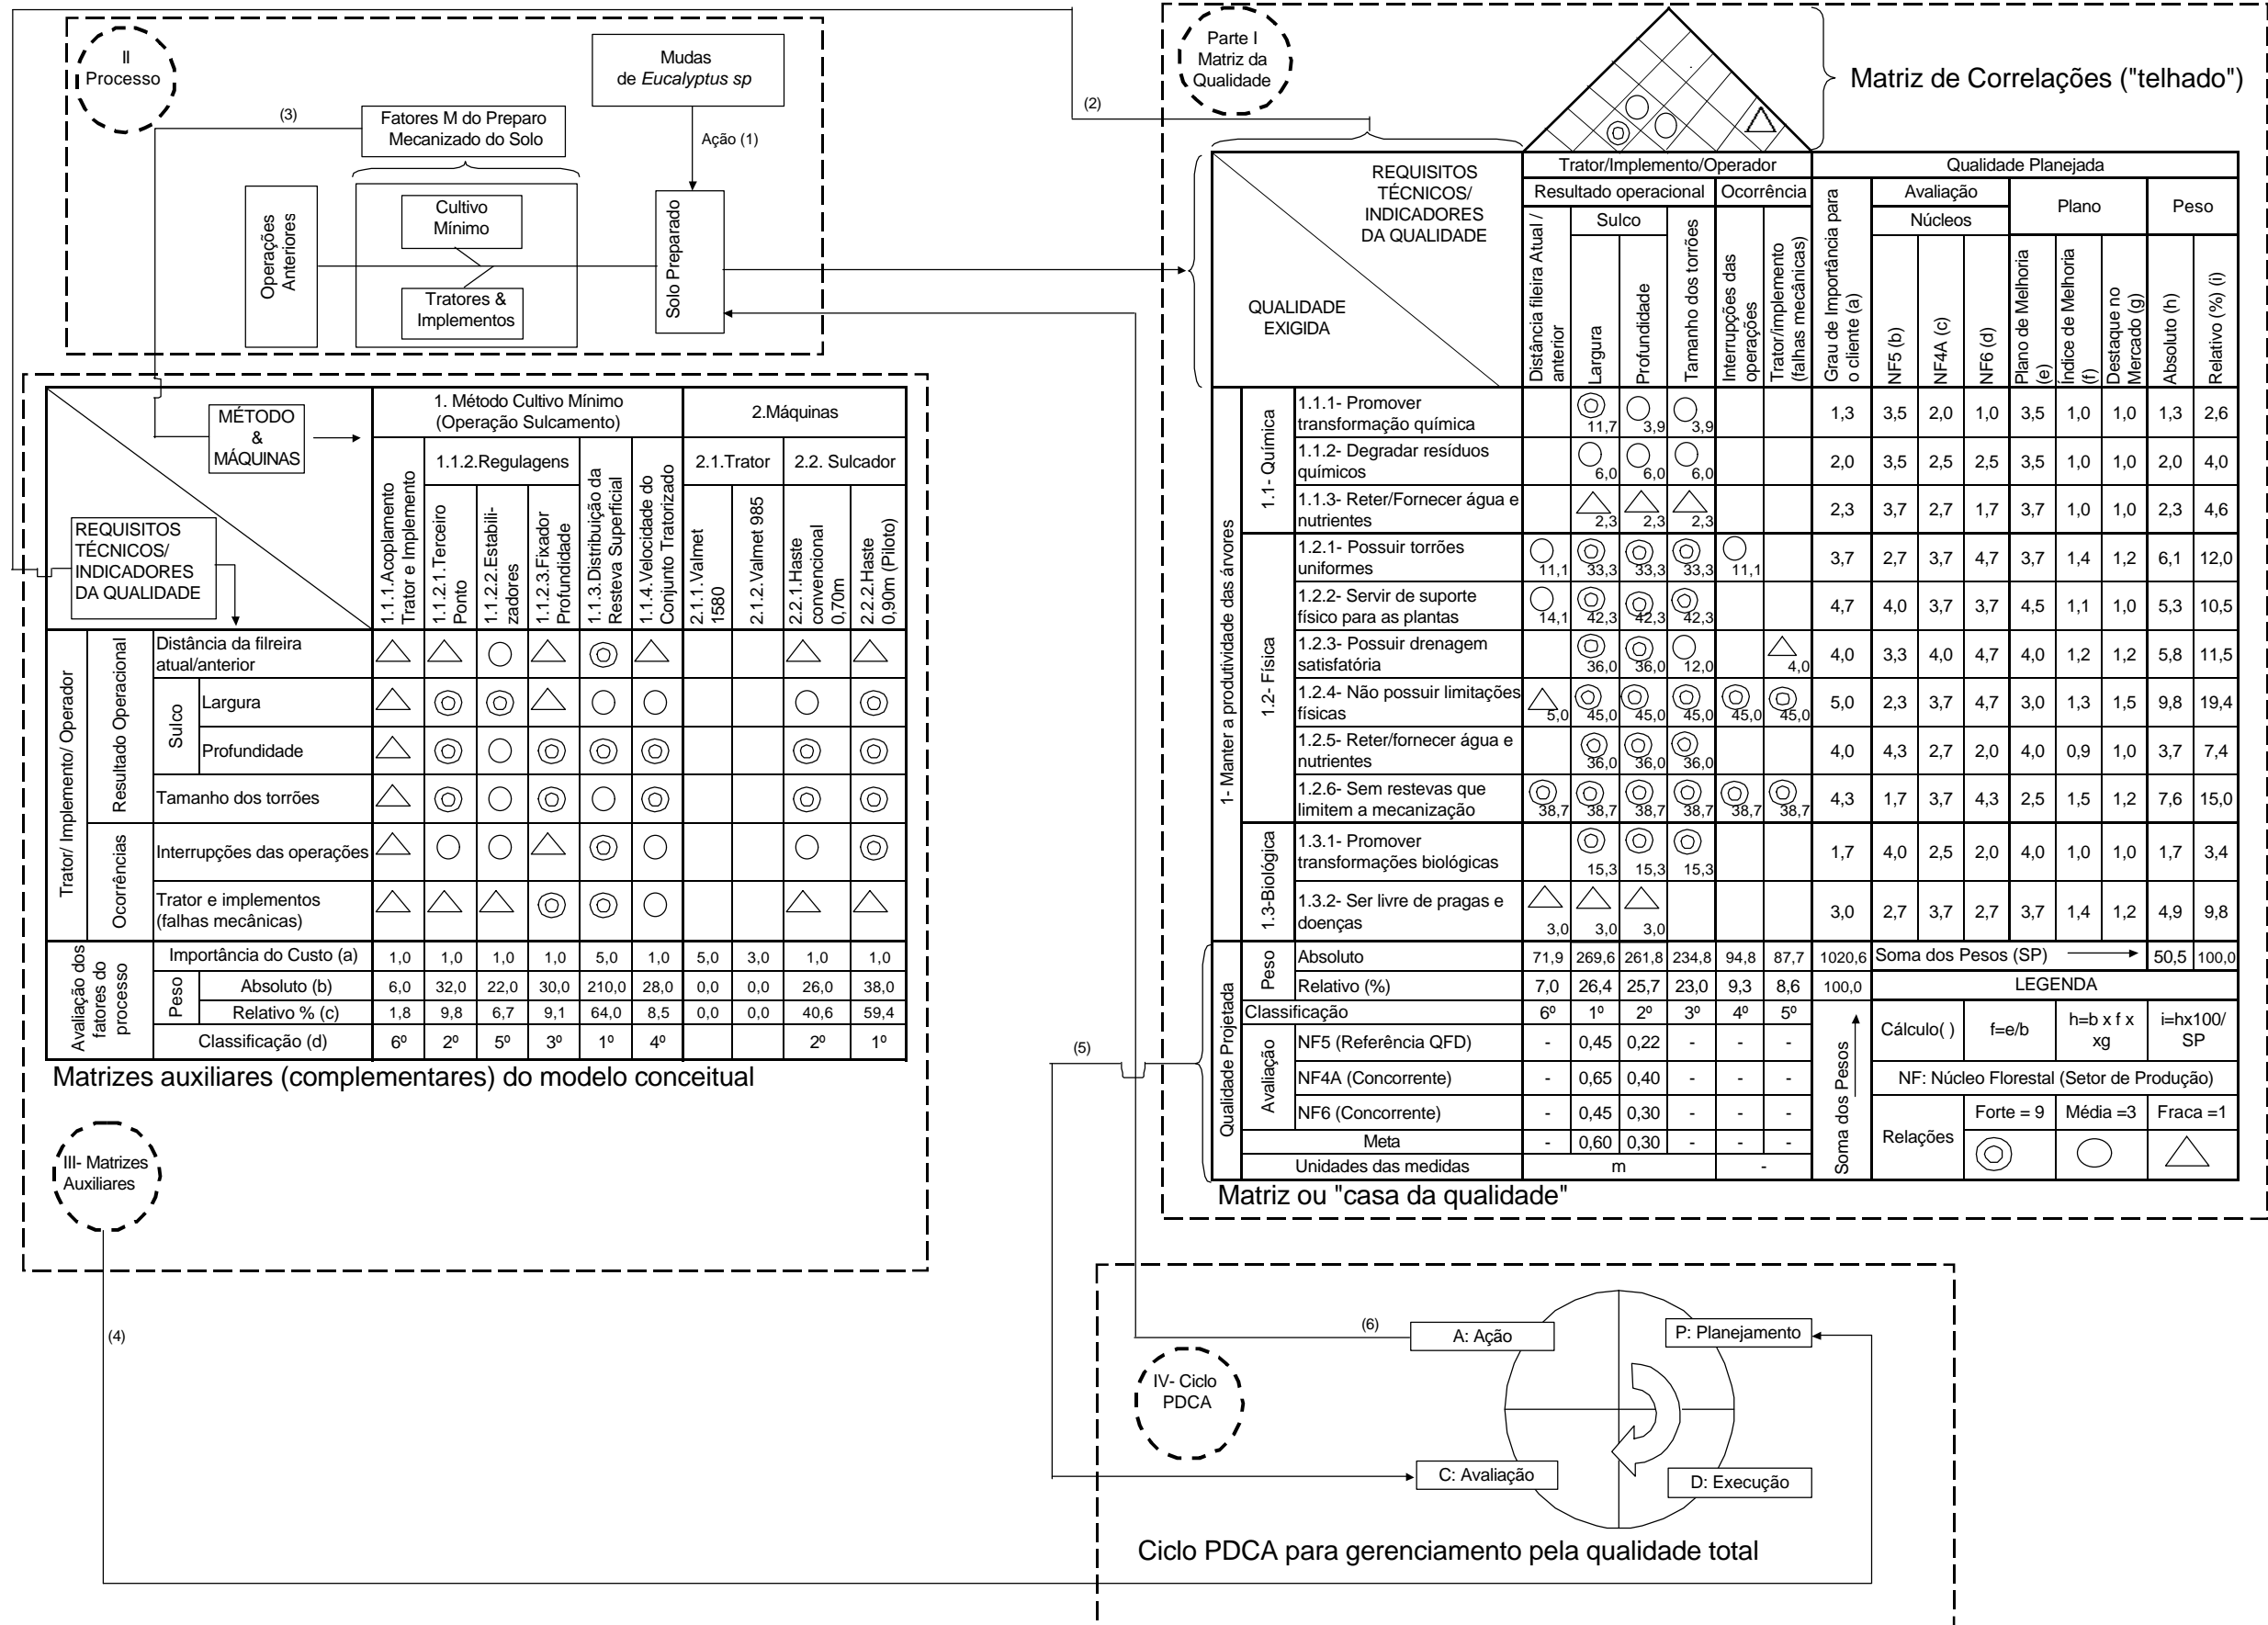 II
Processo
Mudas
de Eucalyptus sp
(3)
Fatores M do Preparo
Mecanizado do Solo
Ação (1)
Operações
Anteriores
Cultivo
Mínimo
Tratores &
Implementos
Solo Preparado
(2)
Parte I
Matriz da
Qualidade
Matriz de Correlações ("telhado")
REQUISITOS
TÉCNICOS/
INDICADORES
DA QUALIDADE
QUALIDADE
EXIGIDA
Trator/Implemento/Operador
Qualidade Planejada
Resultado operacional
Ocorrência
Avaliação
Plano
Peso
Sulco
Núcleos
Distância fileira Atual /
anterior
Largura
Profundidade
Tamanho dos torrões
Interrupções das
operações
Trator/implemento
(falhas mecânicas)
Grau de Importância para
o cliente (a)
NF5 (b)
NF4A (c)
NF6 (d)
Plano de Melhoria
(e)
Índice de Melhoria
(f)
Destaque no
Mercado (g)
Absoluto (h)
Relativo (%) (i)
1- Manter a produtividade das árvores
1.1- Química
1.1.1- Promover
transformação química
11,7 3,9 3,9 1,3 3,5 2,0 1,0 3,5 1,0 1,0 1,3 2,6
1.1.2- Degradar resíduos
químicos
6,0 6,0 6,0 2,0 3,5 2,5 2,5 3,5 1,0 1,0 2,0 4,0
1.1.3- Reter/Fornecer água e
nutrientes
2,3 2,3 2,3 2,3 3,7 2,7 1,7 3,7 1,0 1,0 2,3 4,6
1.2- Física
1.2.1- Possuir torrões
uniformes
11,1 33,3 33,3 33,3 11,1 3,7 2,7 3,7 4,7 3,7 1,4 1,2 6,1 12,0
1.2.2- Servir de suporte
físico para as plantas
14,1 42,3 42,3 42,3 4,7 4,0 3,7 3,7 4,5 1,1 1,0 5,3 10,5
1.2.3- Possuir drenagem
satisfatória
36,0 36,0 12,0 4,0 4,0 3,3 4,0 4,7 4,0 1,2 1,2 5,8 11,5
1.2.4- Não possuir limitações
físicas
5,0 45,0 45,0 45,0 45,0 45,0 5,0 2,3 3,7 4,7 3,0 1,3 1,5 9,8 19,4
1.2.5- Reter/fornecer água e
nutrientes
36,0 36,0 36,0 4,0 4,3 2,7 2,0 4,0 0,9 1,0 3,7 7,4
1.2.6- Sem restevas que
limitem a mecanização
38,7 38,7 38,7 38,7 38,7 38,7 4,3 1,7 3,7 4,3 2,5 1,5 1,2 7,6 15,0
1.3-Biológica
1.3.1- Promover
transformações biológicas
15,3 15,3 15,3 1,7 4,0 2,5 2,0 4,0 1,0 1,0 1,7 3,4
1.3.2- Ser livre de pragas e
doenças
3,0 3,0 3,0 3,0 2,7 3,7 2,7 3,7 1,4 1,2 4,9 9,8
Qualidade Projetada
Peso
Absoluto 71,9 269,6 261,8 234,8 94,8 87,7 1020,6 Soma dos Pesos (SP) 50,5 100,0
Relativo (%) 7,0 26,4 25,7 23,0 9,3 8,6 100,0 LEGENDA
Classificação 6º 1º 2º 3º 4º 5º
Avaliação
NF5 (Referência QFD) - 0,45 0,22 - - -
NF4A (Concorrente) - 0,65 0,40 - - -
NF6 (Concorrente) - 0,45 0,30 - - -
Meta - 0,60 0,30 - - -
Unidades das medidas m -
Soma dos Pesos
Cálculo( ) f=e/b
h=b x f x
xg
i=hx100/
SP
NF: Núcleo Florestal (Setor de Produção)
Relações
Forte = 9 Média =3 Fraca =1
Matriz ou "casa da qualidade"
MÉTODO
&
MÁQUINAS
REQUISITOS
TÉCNICOS/
INDICADORES
DA QUALIDADE
1. Método Cultivo Mínimo
(Operação Sulcamento)
2.Máquinas
1.1.2.Regulagens
2.1.Trator
2.2. Sulcador
1.1.1.Acoplamento
Trator e Implemento
1.1.2.1.Terceiro
Ponto
1.1.2.2.Estabili-
zadores
1.1.2.3.Fixador
Profundidade
1.1.3.Distribuição da
Resteva Superficial
1.1.4.Velocidade do
Conjunto Tratorizado
2.1.1.Valmet
1580
2.1.2.Valmet 985
2.2.1.Haste
convencional
0,70m
2.2.2.Haste
0,90m (Piloto)
Trator/ Implemento/ Operador
Resultado Operacional
Distância da filreira
atual/anterior
Sulco
Largura
Profundidade
Tamanho dos torrões
Ocorrências
Interrupções das operações
Trator e implementos
(falhas mecânicas)
Avaliação dos
fatores do
processo
Importância do Custo (a) 1,0 1,0 1,0 1,0 5,0 1,0 5,0 3,0 1,0 1,0
Peso
Absoluto (b) 6,0 32,0 22,0 30,0 210,0 28,0 0,0 0,0 26,0 38,0
Relativo % (c) 1,8 9,8 6,7 9,1 64,0 8,5 0,0 0,0 40,6 59,4
Classificação (d) 6º 2º 5º 3º 1º 4º 2º 1º
Matrizes auxiliares (complementares) do modelo conceitual
III- Matrizes
Auxiliares
(4)
(5)
(6)
IV- Ciclo
PDCA
A: Ação
P: Planejamento
C: Avaliação
D: Execução
Ciclo PDCA para gerenciamento pela qualidade total